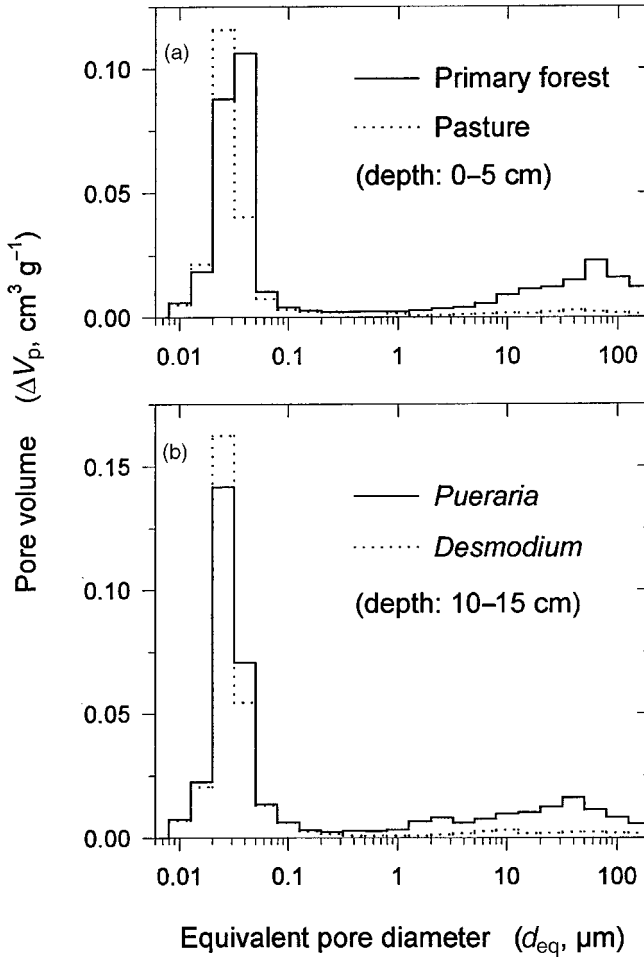 (a)
Primary forest
Pasture
(depth: 0–5 cm)
0.10
0.05
0.00
0.01
0.1
1
10
100
Pore volume (ΔVp, cm³ g⁻¹)
(b)
Pueraria
Desmodium
(depth: 10–15 cm)
0.15
0.10
0.05
0.00
0.01
0.1
1
10
100
Equivalent pore diameter (deq, μm)